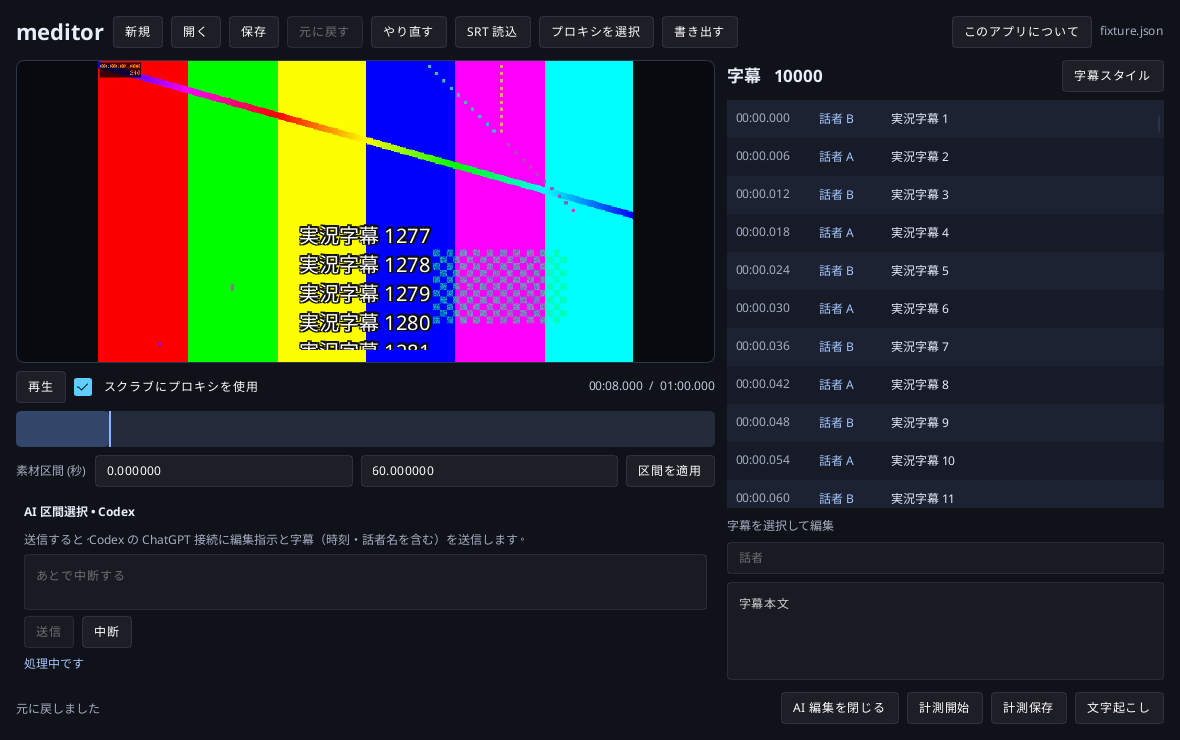 meditor 新規 開く 保存 元に戻す やり直す SRT 読込 プロキシを選択 書き出す このアプリについて fixture.json
実況字幕 1277
実況字幕 1278
実況字幕 1279
実況字幕 1280
実況字幕 1281
再生 スクラブにプロキシを使用 00:08.000 / 01:00.000
素材区間 (秒) 0.000000 60.000000 区間を適用
AI 区間選択 • Codex
送信すると、Codex の ChatGPT 接続に編集指示と字幕（時刻・話者名を含む）を送信します。
あとで中断する
送信 中断
処理中です
元に戻しました
字幕 10000 字幕スタイル
00:00.000 話者 B 実況字幕 1
00:00.006 話者 A 実況字幕 2
00:00.012 話者 B 実況字幕 3
00:00.018 話者 A 実況字幕 4
00:00.024 話者 B 実況字幕 5
00:00.030 話者 A 実況字幕 6
00:00.036 話者 B 実況字幕 7
00:00.042 話者 A 実況字幕 8
00:00.048 話者 B 実況字幕 9
00:00.054 話者 A 実況字幕 10
00:00.060 話者 B 実況字幕 11
字幕を選択して編集
話者
字幕本文
AI 編集を閉じる 計測開始 計測保存 文字起こし